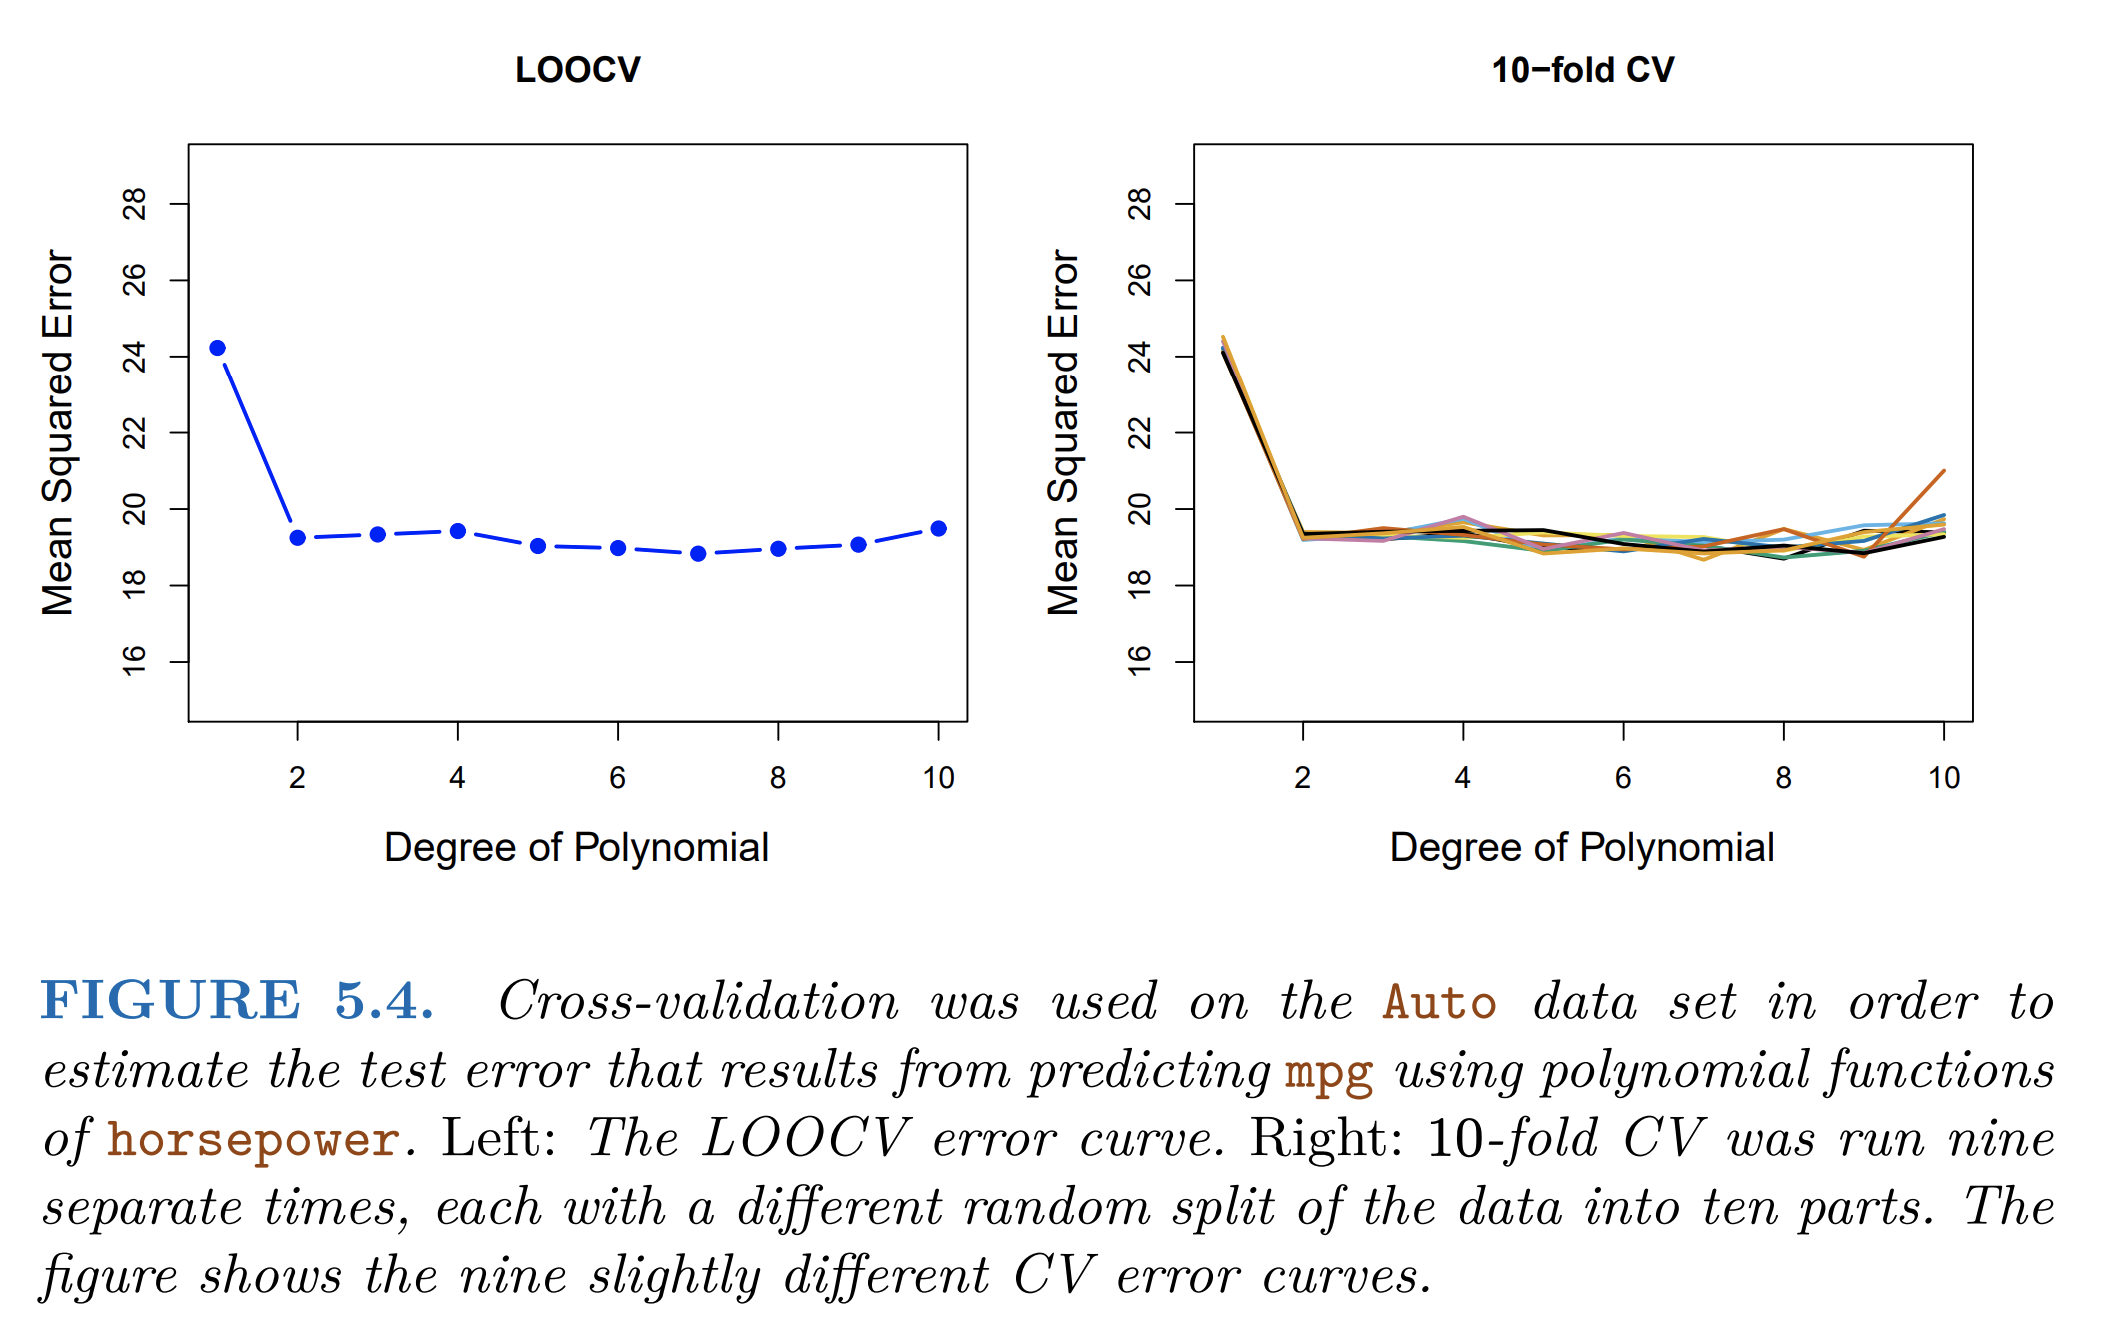 LOOCV
Mean Squared Error
28
26
24
22
20
18
16
2 4 6 8 10
Degree of Polynomial
10−fold CV
Mean Squared Error
28
26
24
22
20
18
16
2 4 6 8 10
Degree of Polynomial
FIGURE 5.4. Cross-validation was used on the Auto data set in order to
estimate the test error that results from predicting mpg using polynomial functions
of horsepower. Left: The LOOCV error curve. Right: 10-fold CV was run nine
separate times, each with a different random split of the data into ten parts. The
figure shows the nine slightly different CV error curves.